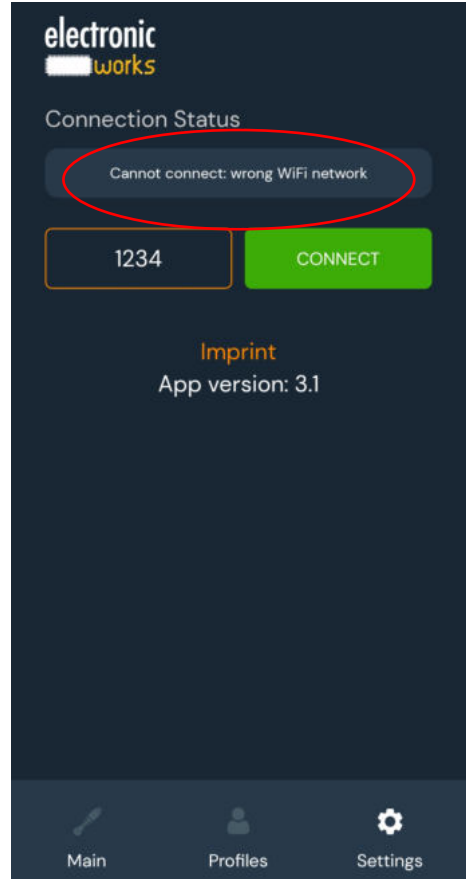 electronic
works
Connection Status
Cannot connect: wrong WiFi network
1234
CONNECT
Imprint
App version: 3.1
Main
Profiles
Settings